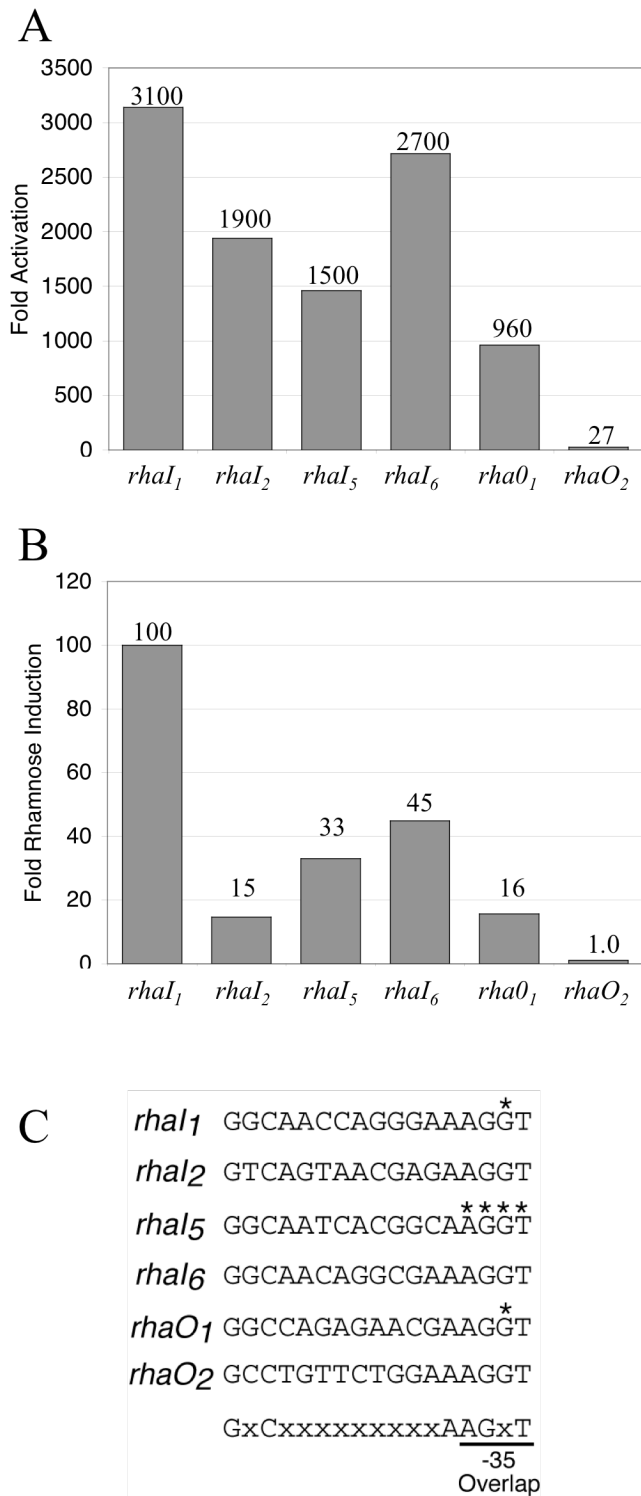 A
3500
3000
2500
2000
1500
1000
500
0
Fold Activation
3100
1900
1500
2700
960
27
rhaI1 rhaI2 rhaI5 rhaI6 rha01 rhaO2
B
120
100
80
60
40
20
0
Fold Rhamnose Induction
100
15
33
45
16
1.0
rhaI1 rhaI2 rhaI5 rhaI6 rha01 rhaO2
C
*
rhaI1 GGCAACCAGGGAAAGGT
rhaI2 GTCAGTAACGAGAAGGT
****
rhaI5 GGCAATCACGGCAAGGT
rhaI6 GGCAACAGGCGAAAGGT
*
rhaO1 GGCCAGAGAACGAAGGT
rhaO2 GCCTGTTCTGGAAAGGT
GxCxxxxxxxxxAAGxT
-35
Overlap